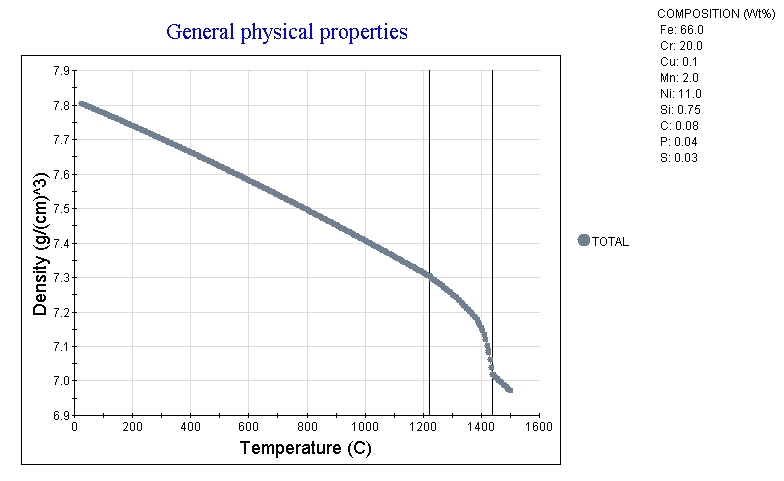 General physical properties
COMPOSITION (Wt%)
Fe: 66.0
Cr: 20.0
Cu: 0.1
Mn: 2.0
Ni: 11.0
Si: 0.75
C: 0.08
P: 0.04
S: 0.03
Density (g/(cm)^3)
7.9
7.8
7.7
7.6
7.5
7.4
7.3
7.2
7.1
7.0
6.9
0 200 400 600 800 1000 1200 1400 1600
Temperature (C)
TOTAL